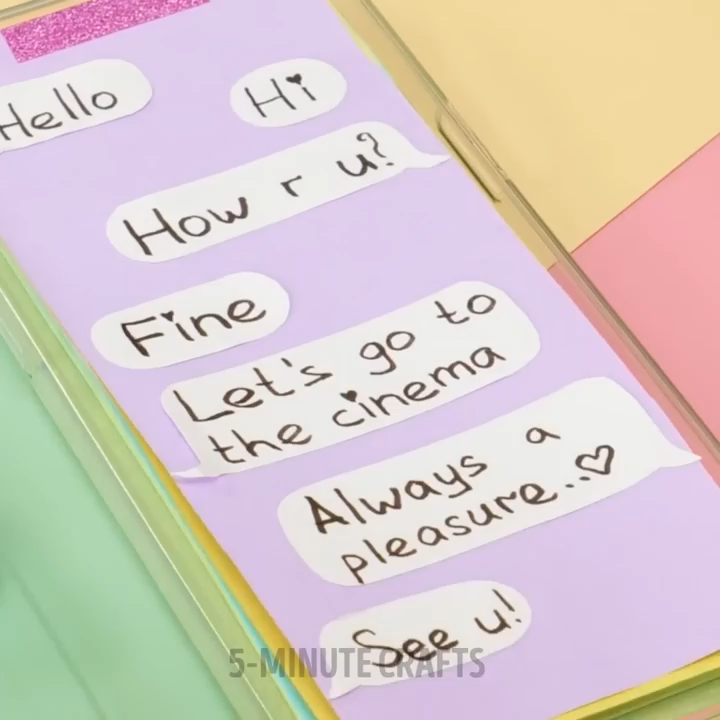 Hello
Hi
How r u?
Fine
Let's go to
the cinema
Always a
pleasure..♡
See u!
5-MINUTE CRAFTS